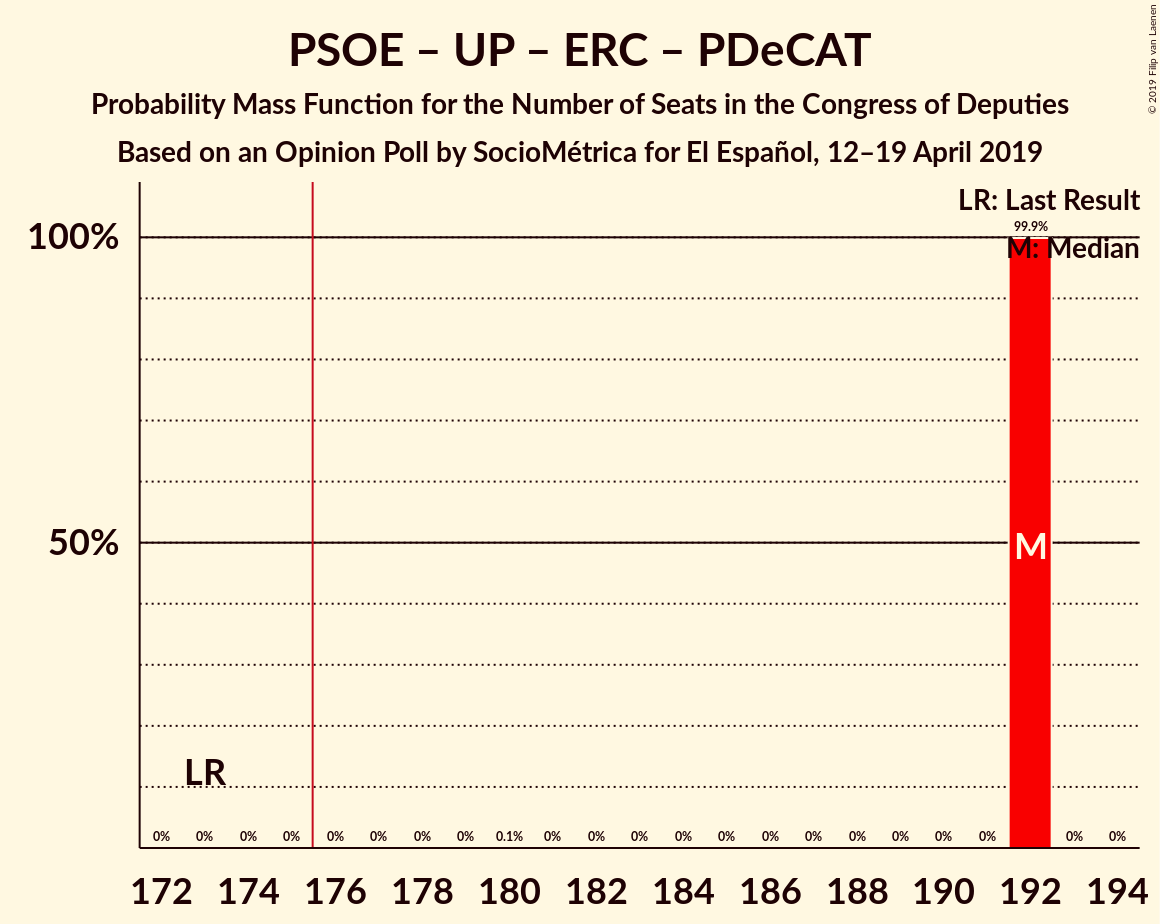 PSOE – UP – ERC – PDeCAT
Probability Mass Function for the Number of Seats in the Congress of Deputies
Based on an Opinion Poll by SocioMétrica for El Español, 12–19 April 2019
© 2019 Filip van Laenen
LR: Last Result
99.9%
M: Median
100%
50%
M
LR
0% 0% 0% 0% 0% 0% 0% 0% 0.1% 0% 0% 0% 0% 0% 0% 0% 0% 0% 0% 0% 0% 0%
172 174 176 178 180 182 184 186 188 190 192 194